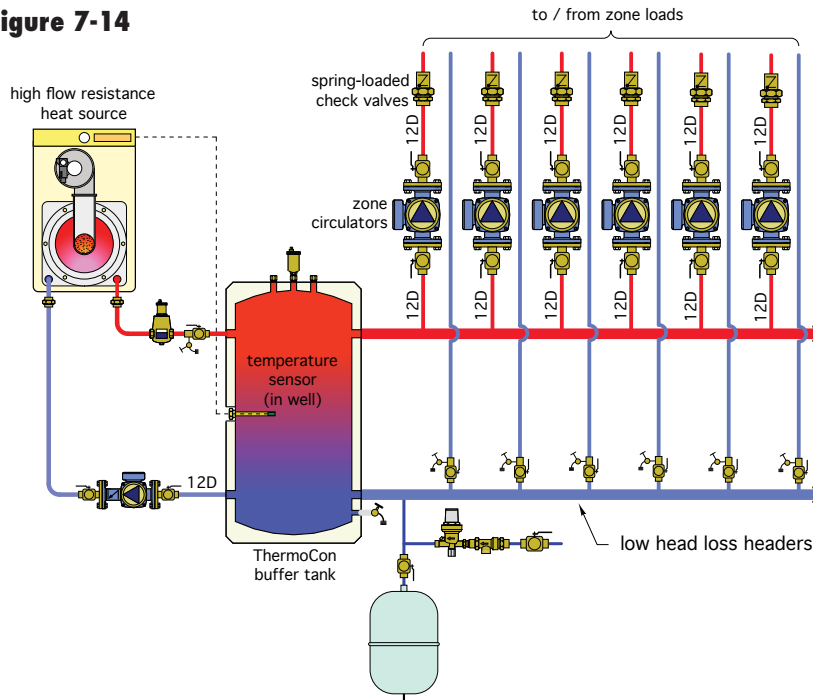 igure 7-14
to / from zone loads
high flow resistance
heat source
spring-loaded
check valves
12D
12D
12D
12D
12D
12D
zone
circulators
12D
12D
12D
12D
12D
12D
temperature
sensor
(in well)
12D
ThermoCon
buffer tank
low head loss headers